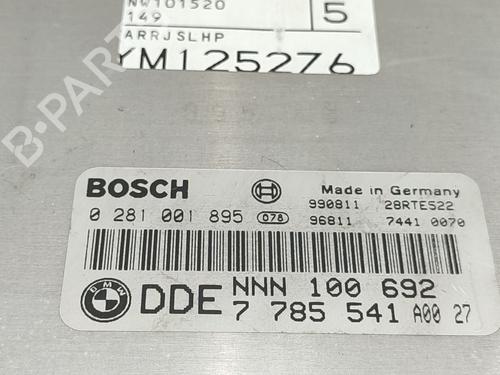 NW101520
149
5
ARRJSLHP
YM125276
BOSCH
Made in Germany
0 281 001 895 078
990811 28RTES22
96811 7441 0070
BMW
DDE NNN 100 692
7 785 541 A00 27